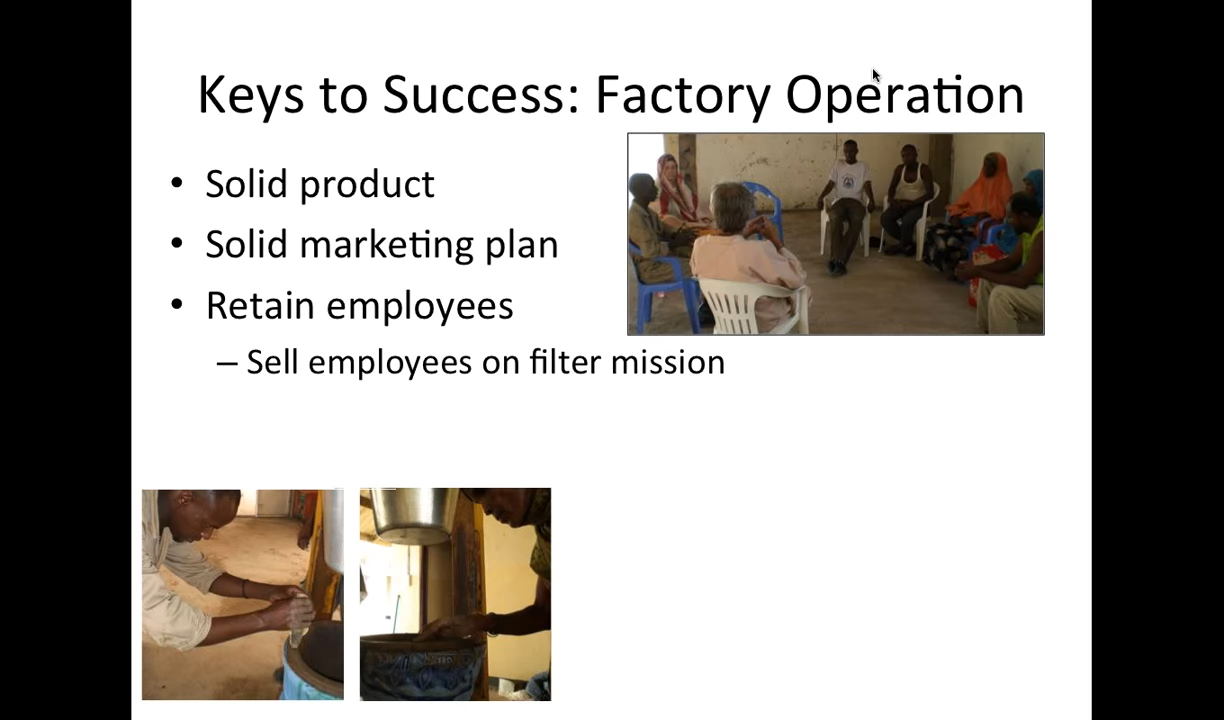 Keys to Success: Factory Operation
• Solid product
• Solid marketing plan
• Retain employees
– Sell employees on filter mission